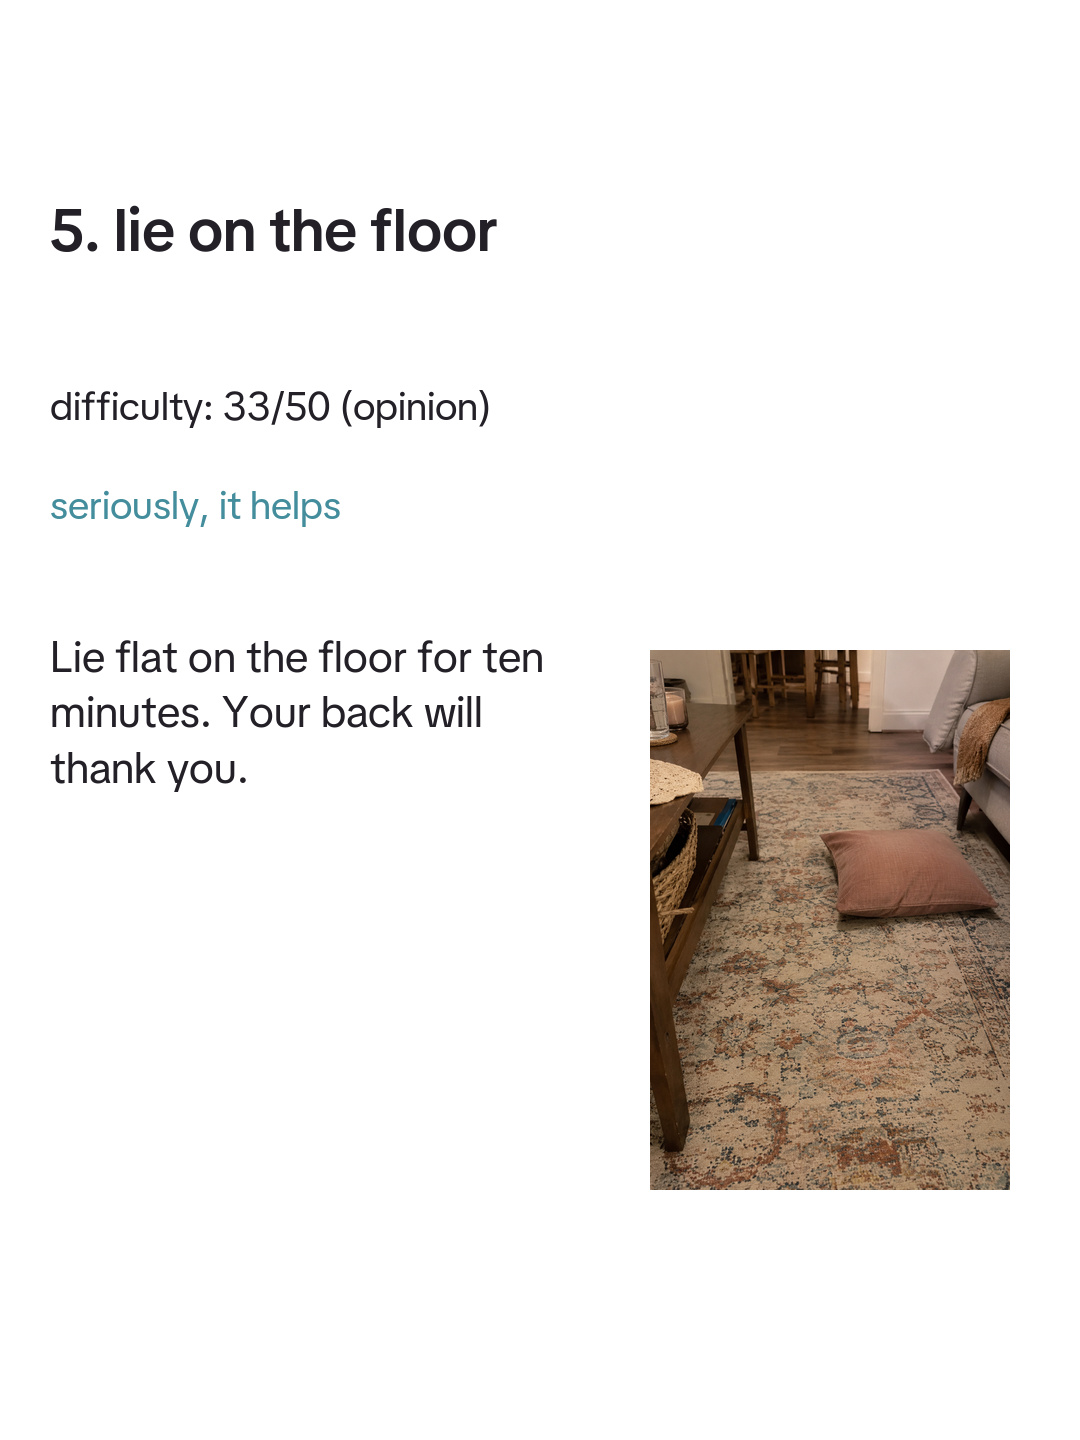 5. lie on the floor
difficulty: 33/50 (opinion)
seriously, it helps
Lie flat on the floor for ten
minutes. Your back will
thank you.